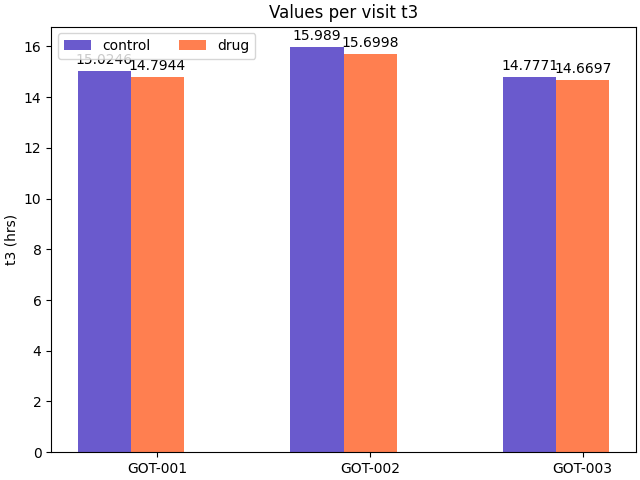 Values per visit t3
control
drug
15.0246
14.7944
15.989
15.6998
14.7771
14.6697
t3 (hrs)
16
14
12
10
8
6
4
2
0
GOT-001
GOT-002
GOT-003